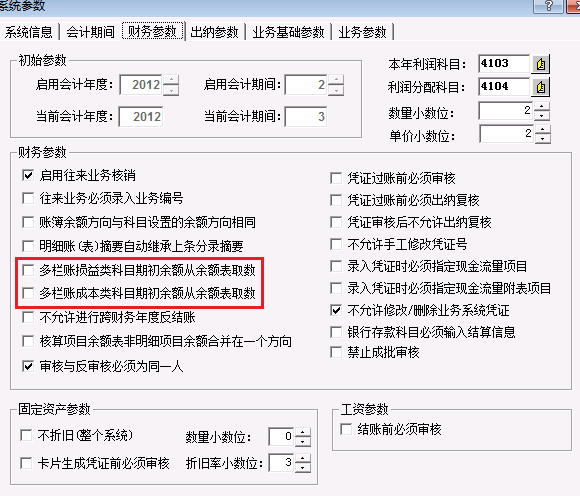 系统参数
系统信息 会计期间 财务参数 出纳参数 业务基础参数 业务参数
初始参数
启用会计年度: 2012 启用会计期间: 2
当前会计年度: 2012 当前会计期间: 3
本年利润科目: 4103
利润分配科目: 4104
数量小数位: 2
单价小数位: 2
财务参数
启用往来业务核销
往来业务必须录入业务编号
账簿余额方向与科目设置的余额方向相同
明细账(表)摘要自动继承上条分录摘要
多栏账损益类科目期初余额从余额表取数
多栏账成本类科目期初余额从余额表取数
不允许进行跨财务年度反结账
核算项目余额表非明细项目余额合并在一个方向
审核与反审核必须为同一人
凭证过账前必须审核
凭证过账前必须出纳复核
凭证审核后不允许出纳复核
不允许手工修改凭证号
录入凭证时必须指定现金流量项目
录入凭证时必须指定现金流量附表项目
不允许修改/删除业务系统凭证
银行存款科目必须输入结算信息
禁止成批审核
固定资产参数
不折旧(整个系统) 数量小数位: 0
卡片生成凭证前必须审核 折旧率小数位: 3
工资参数
结账前必须审核